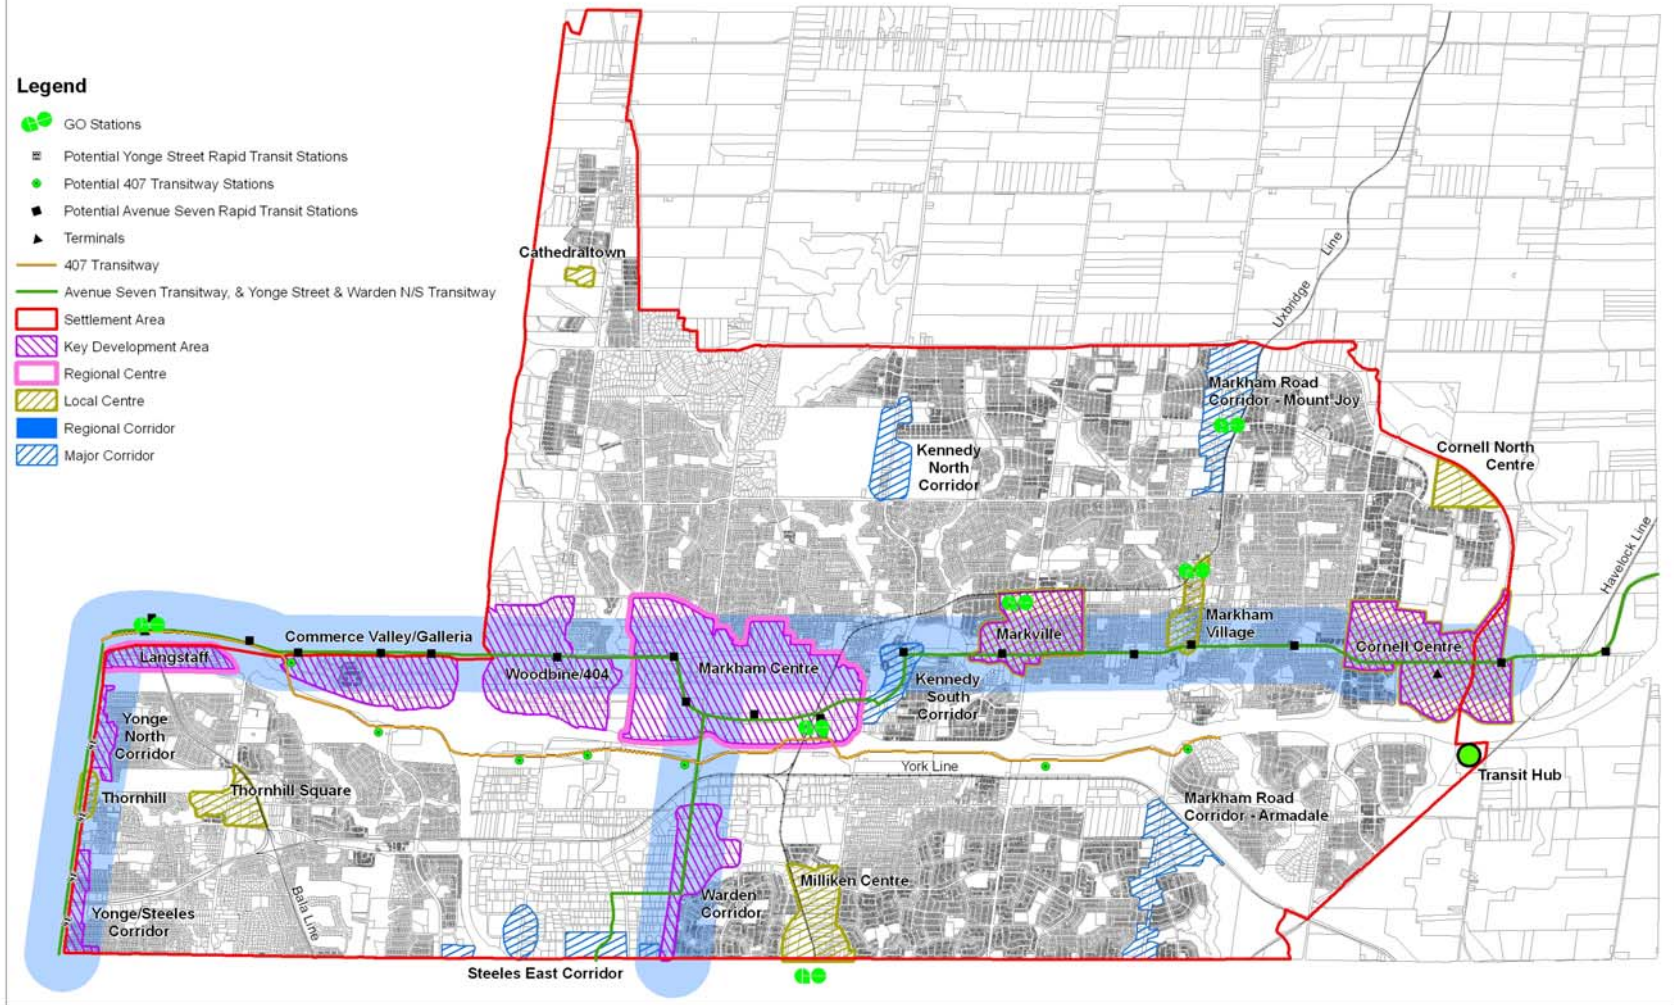 Legend
GO Stations
Potential Yonge Street Rapid Transit Stations
Potential 407 Transitway Stations
Potential Avenue Seven Rapid Transit Stations
Terminals
407 Transitway
Avenue Seven Transitway, & Yonge Street & Warden N/S Transitway
Settlement Area
Key Development Area
Regional Centre
Local Centre
Regional Corridor
Major Corridor
Cathedraltown
Uxbridge Line
Markham Road
Corridor - Mount Joy
Kennedy
North
Corridor
Cornell North
Centre
Havelock Line
Commerce Valley/Galleria
Langstaff
Woodbine/404
Markham Centre
Markville
Markham
Village
Cornell Centre
Kennedy
South
Corridor
Yonge
North
Corridor
York Line
Transit Hub
Thornhill
Thornhill Square
Markham Road
Corridor - Armadale
Milliken Centre
Warden
Corridor
Bala Line
Yonge/Steeles
Corridor
Steeles East Corridor